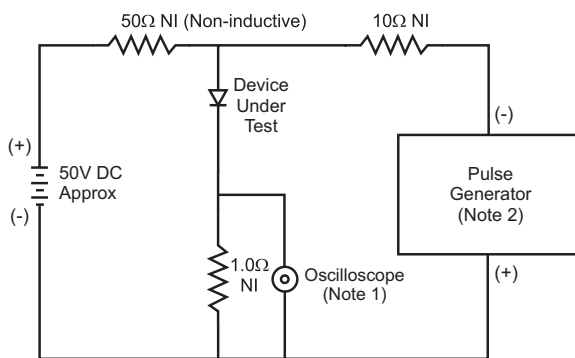 50Ω NI (Non-inductive)
10Ω NI
Device
Under
Test
(-)
(+)
50V DC
Approx
(-)
Pulse
Generator
(Note 2)
1.0Ω
NI
Oscilloscope
(Note 1)
(+)